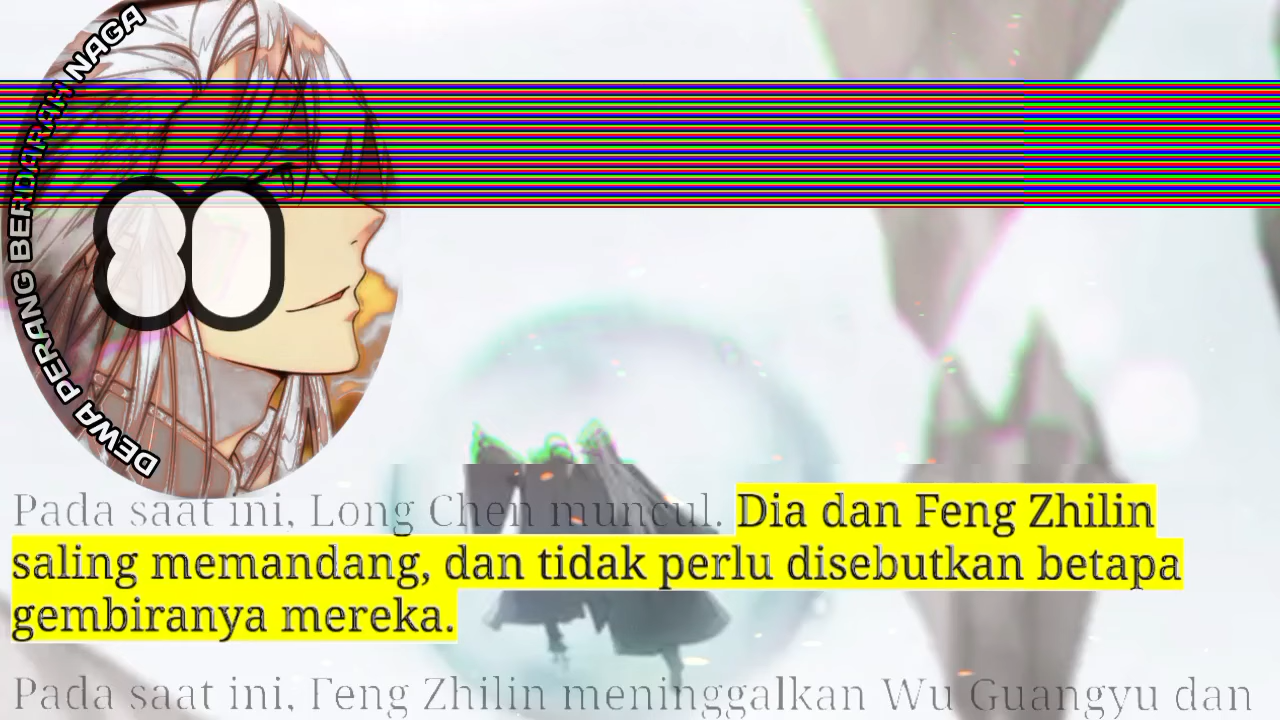 DEWA PERANG BERDARAH NAGA
80
Pada saat ini, Long Chen muncul. Dia dan Feng Zhilin
saling memandang, dan tidak perlu disebutkan betapa
gembiranya mereka.
Pada saat ini, Feng Zhilin meninggalkan Wu Guangyu dan